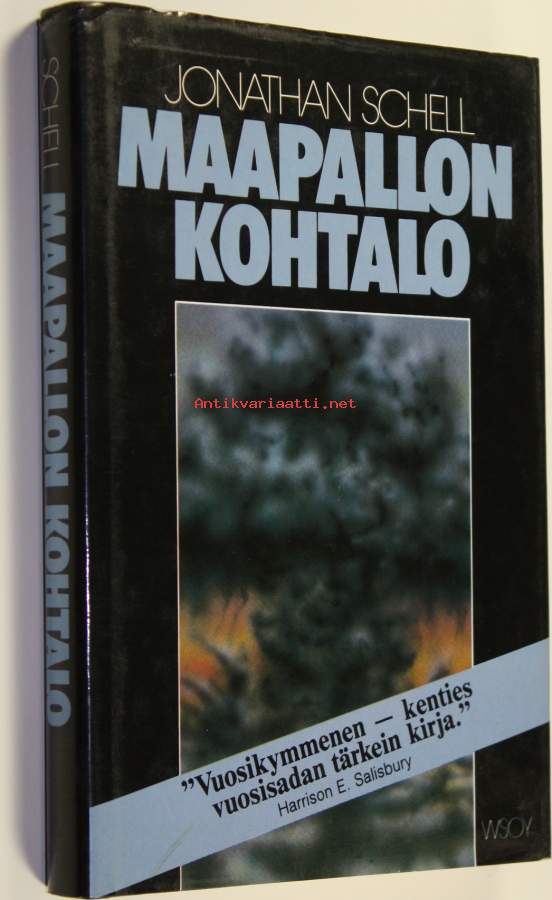 JONATHAN SCHELL
MAAPALLON
KOHTALO
Antikvariaatti.net
"Vuosikymmenen – kenties
vuosisadan tärkein kirja."
Harrison E. Salisbury
WSOY
SCHELL MAAPALLON KOHTALO